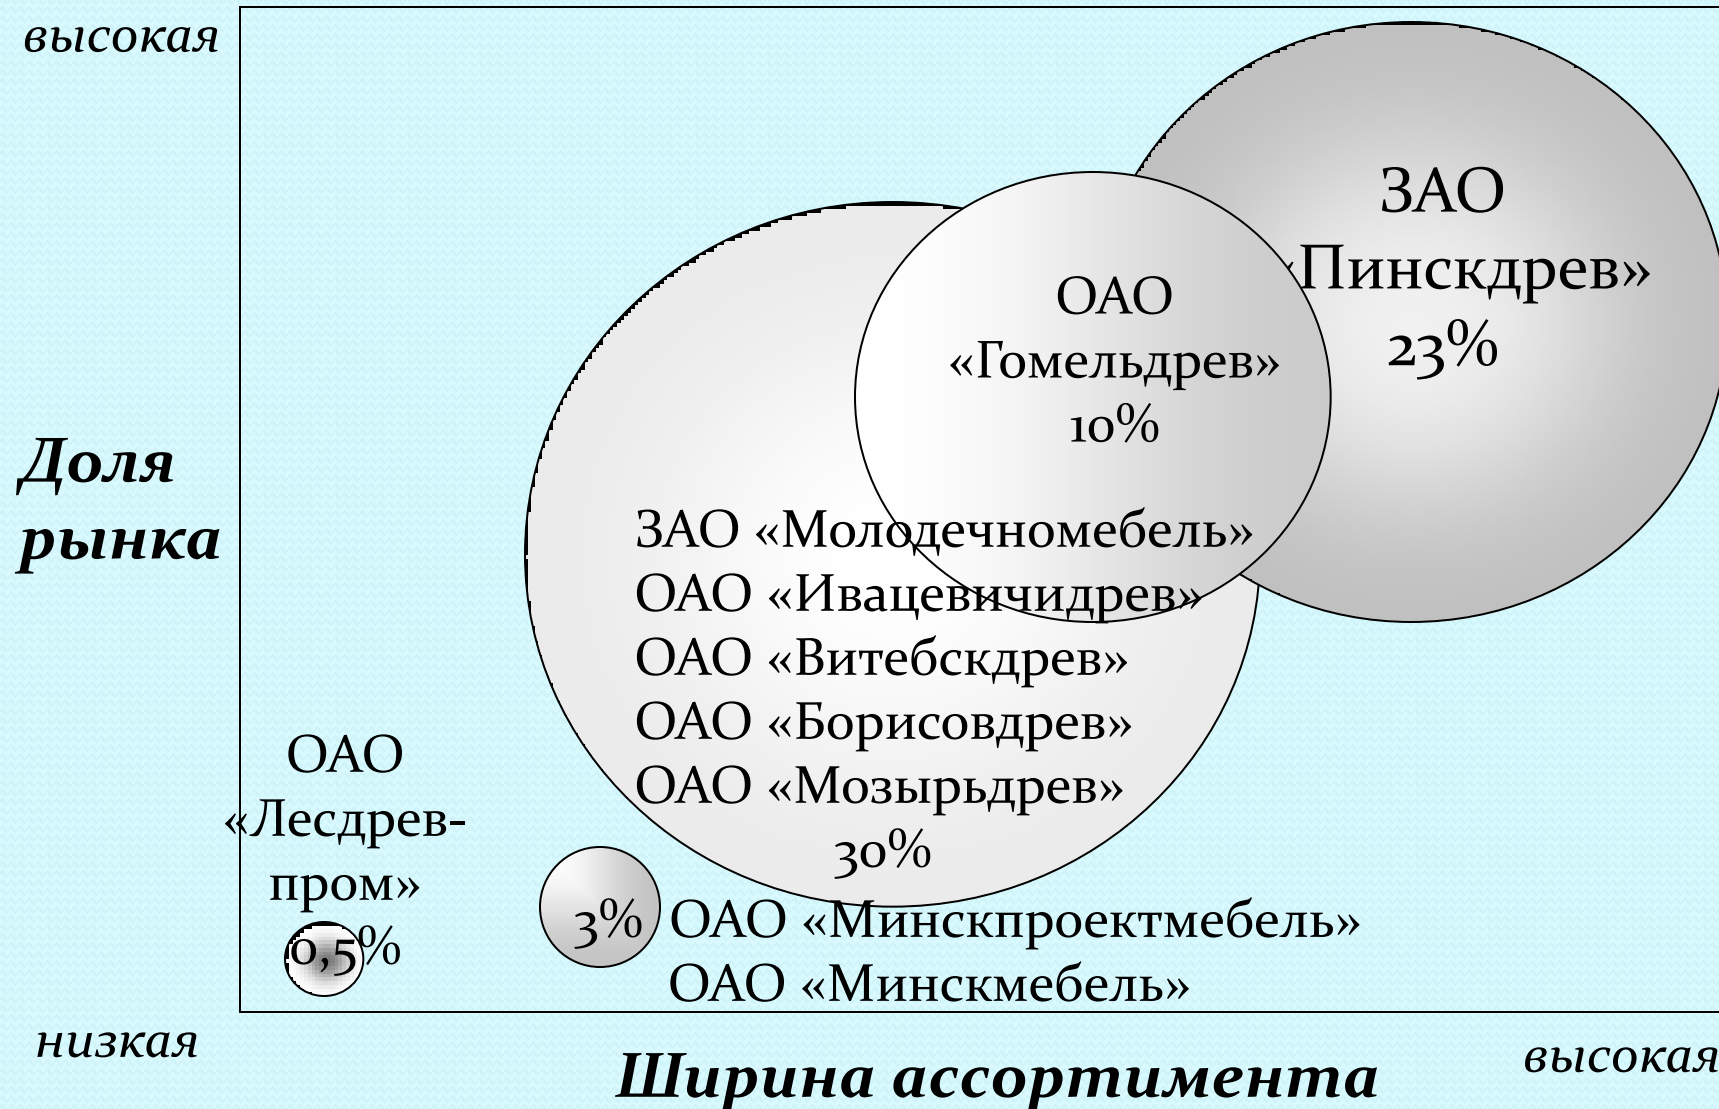 высокая
ЗАО
«Пинскдрев»
23%
ОАО
«Гомельдрев»
10%
Доля
рынка
ЗАО «Молодечномебель»
ОАО «Ивацевичидрев»
ОАО «Витебскдрев»
ОАО «Борисовдрев»
ОАО «Мозырьдрев»
30%
ОАО
«Лесдрев-
пром»
0,5%
3%
ОАО «Минскпроектмебель»
ОАО «Минскмебель»
низкая
Ширина ассортимента
высокая